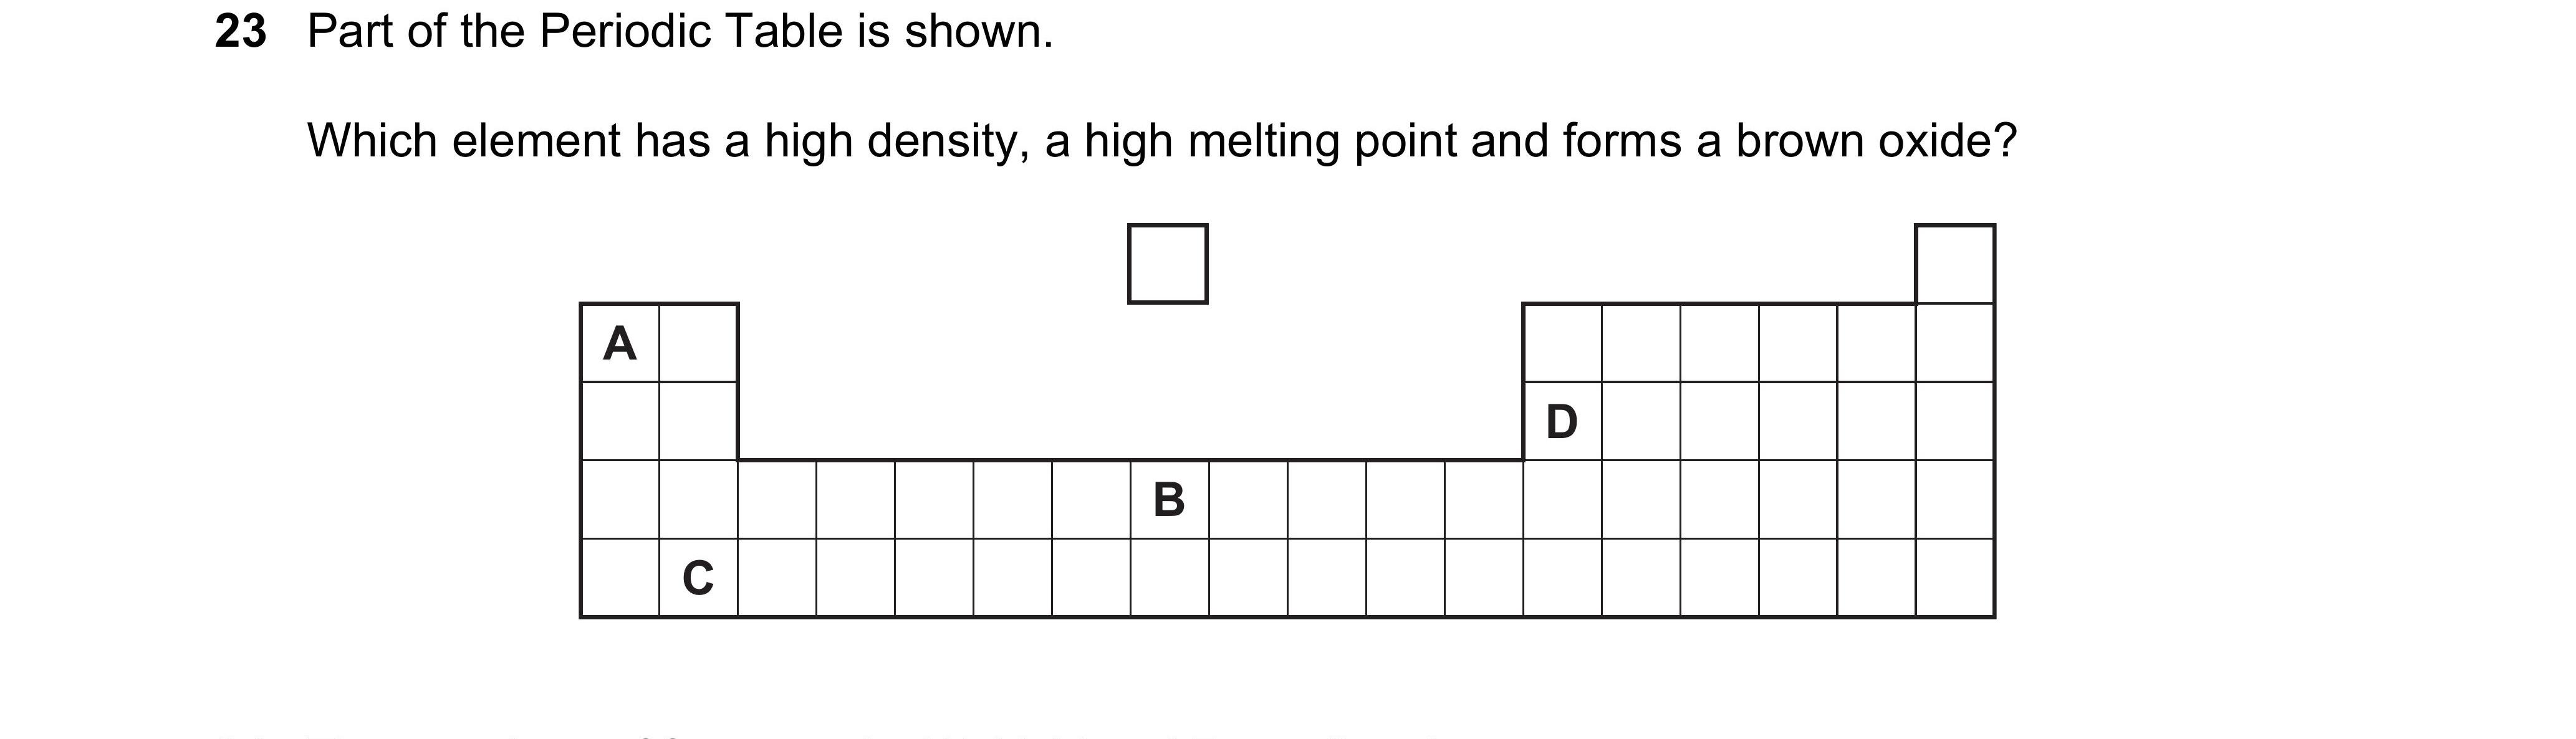 23 Part of the Periodic Table is shown.
Which element has a high density, a high melting point and forms a brown oxide?
A
D
B
C